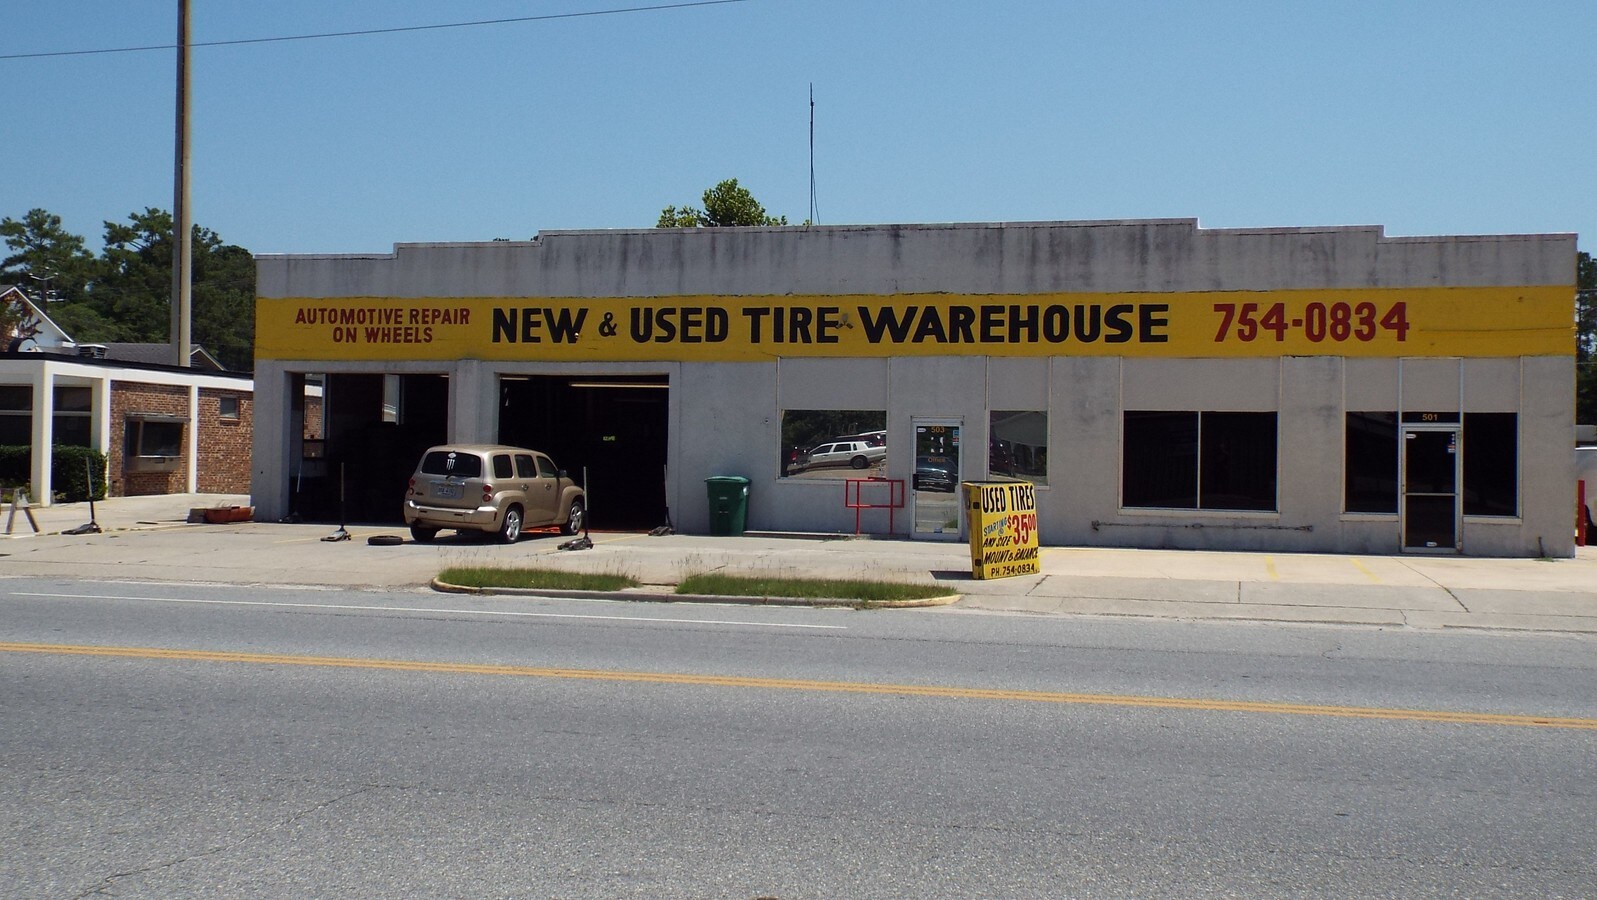 AUTOMOTIVE REPAIR
ON WHEELS
NEW & USED TIRE WAREHOUSE
754-0834
503
501
USED TIRES
STARTING $35.00
ANY SIZE
MOUNT & BALANCE
PH. 754-0834